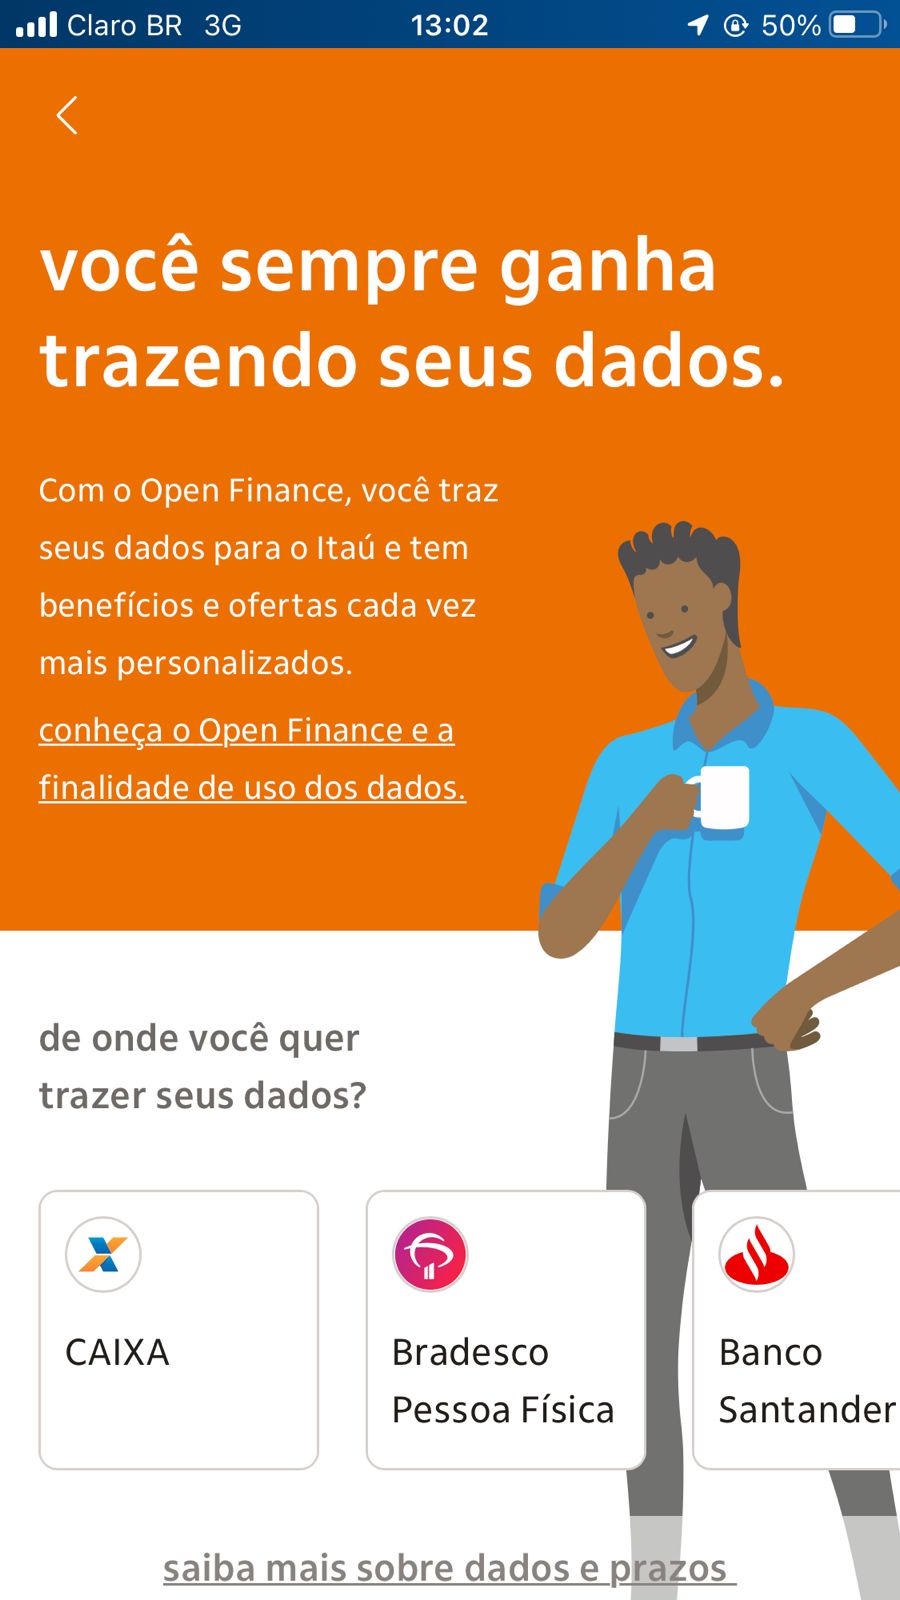 Claro BR 3G 13:02 50%
você sempre ganha
trazendo seus dados.
Com o Open Finance, você traz
seus dados para o Itaú e tem
benefícios e ofertas cada vez
mais personalizados.
conheça o Open Finance e a
finalidade de uso dos dados.
de onde você quer
trazer seus dados?
CAIXA
Bradesco
Pessoa Física
Banco
Santander
saiba mais sobre dados e prazos